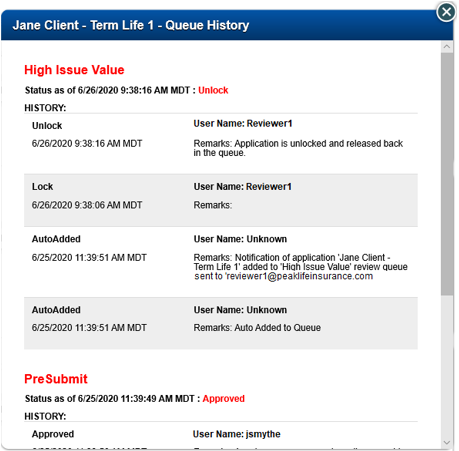 Jane Client - Term Life 1 - Queue History
High Issue Value
Status as of 6/26/2020 9:38:16 AM MDT : Unlock
HISTORY:
Unlock
User Name: Reviewer1
6/26/2020 9:38:16 AM MDT
Remarks: Application is unlocked and released back
in the queue.
Lock
User Name: Reviewer1
6/26/2020 9:38:06 AM MDT
Remarks:
AutoAdded
User Name: Unknown
6/25/2020 11:39:51 AM MDT
Remarks: Notification of application 'Jane Client -
Term Life 1' added to 'High Issue Value' review queue
sent to 'reviewer1@peaklifeinsurance.com
AutoAdded
User Name: Unknown
6/25/2020 11:39:51 AM MDT
Remarks: Auto Added to Queue
PreSubmit
Status as of 6/25/2020 11:39:49 AM MDT : Approved
HISTORY:
Approved
User Name: jsmythe